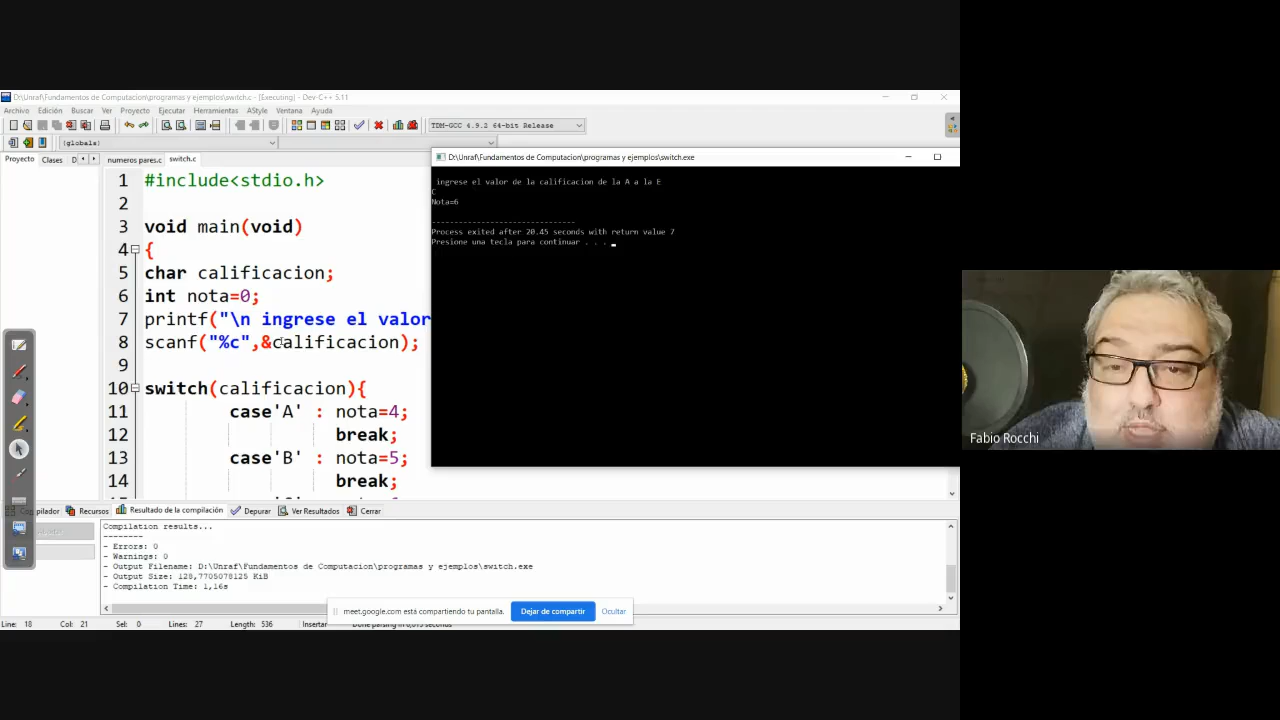 D:\Unraf\Fundamentos de Computacion\programas y ejemplos\switch.c - [Executing] - Dev-C++ 5.11
Archivo Edición Buscar Ver Proyecto Ejecutar Herramientas AStyle Ventana Ayuda
TDM-GCC 4.9.2 64-bit Release
(globals)
Proyecto Clases D
numeros pares.c switch.c
1 #include<stdio.h>
2
3 void main(void)
4 {
5 char calificacion;
6 int nota=0;
7 printf("\n ingrese el valor
8 scanf("%c",&calificacion);
9
10 switch(calificacion){
11 case'A' : nota=4;
12 break;
13 case'B' : nota=5;
14 break;
D:\Unraf\Fundamentos de Computacion\programas y ejemplos\switch.exe
ingrese el valor de la calificacion de la A a la E
C
Nota=6
--------------------------------
Process exited after 20.45 seconds with return value 7
Presione una tecla para continuar . . .
Recursos Resultado de la compilación Depurar Ver Resultados Cerrar
Compilation results...
--------
- Errors: 0
- Warnings: 0
- Output Filename: D:\Unraf\Fundamentos de Computacion\programas y ejemplos\switch.exe
- Output Size: 128,7705078125 KiB
- Compilation Time: 1,16s
meet.google.com está compartiendo tu pantalla. Dejar de compartir Ocultar
Line: 18 Col: 21 Sel: 0 Lines: 27 Length: 536 Insertar
Fabio Rocchi